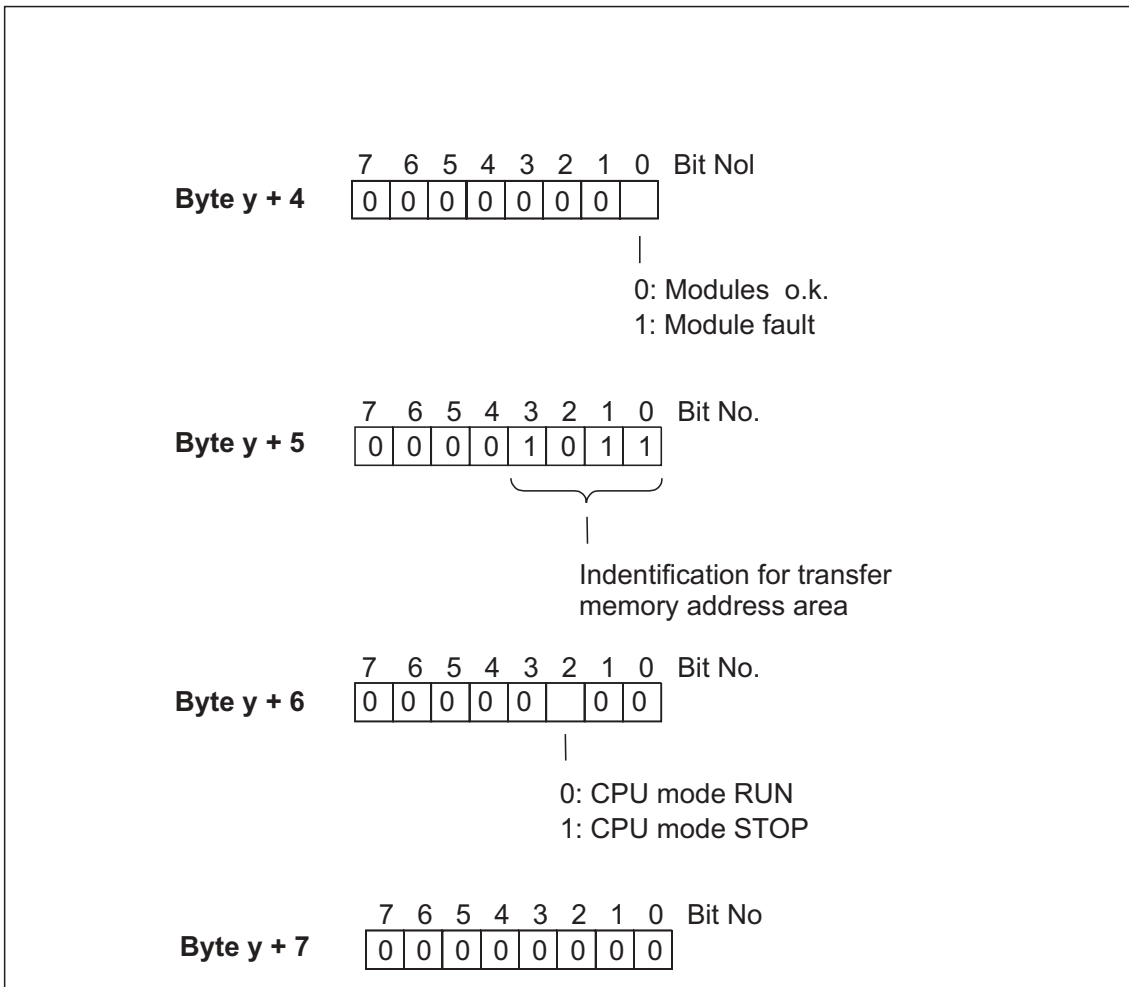 7 6 5 4 3 2 1 0 Bit Nol
Byte y + 4 0 0 0 0 0 0 0
0: Modules o.k.
1: Module fault
7 6 5 4 3 2 1 0 Bit No.
Byte y + 5 0 0 0 0 1 0 1 1
Indentification for transfer
memory address area
7 6 5 4 3 2 1 0 Bit No.
Byte y + 6 0 0 0 0 0 0 0
0: CPU mode RUN
1: CPU mode STOP
7 6 5 4 3 2 1 0 Bit No
Byte y + 7 0 0 0 0 0 0 0 0